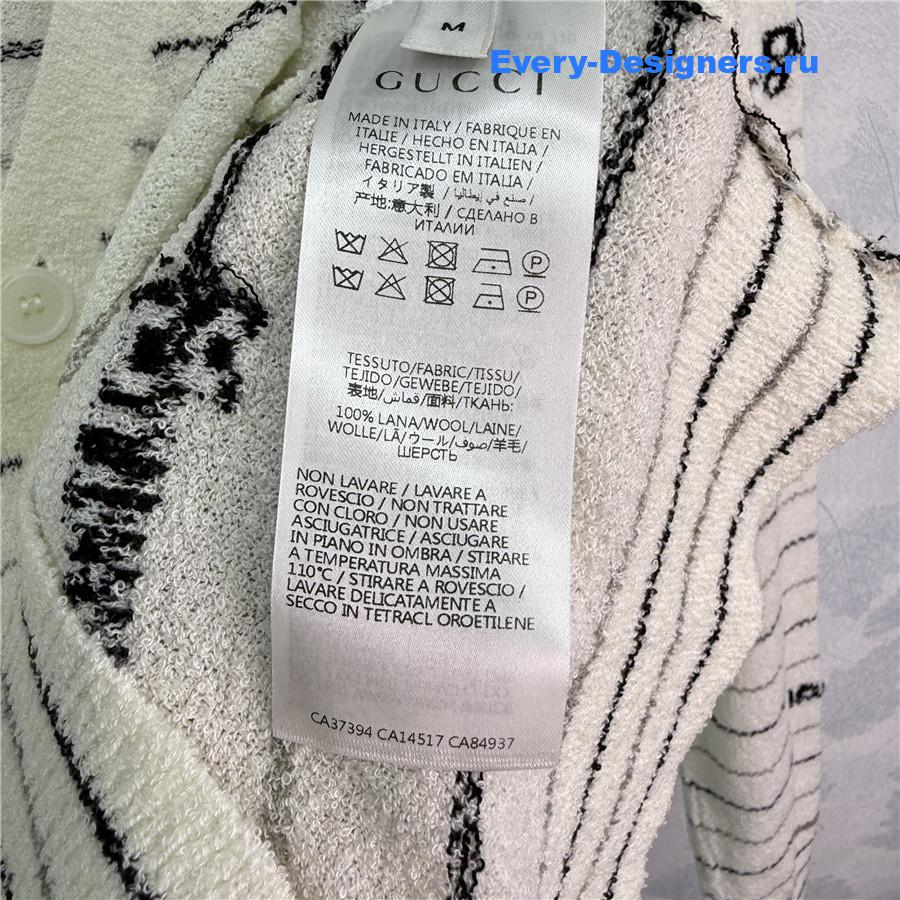 M
Every-Designers.ru
GUCCI
MADE IN ITALY / FABRIQUE EN
ITALIE / HECHO EN ITALIA /
HERGESTELLT IN ITALIEN /
FABRICADO EM ITALIA /
イタリア製 / صنع في إيطاليا /
产地:意大利 / СДЕЛАНО В
ИТАЛИИ
P
P
TESSUTO/FABRIC/TISSU/
TEJIDO/GEWEBE/TEJIDO/
表地/قماش/面料/ТКАНЬ:
100% LANA/WOOL/LAINE/
WOLLE/LÃ/ウール/صوف/羊毛/
ШЕРСТЬ
NON LAVARE / LAVARE A
ROVESCIO / NON TRATTARE
CON CLORO / NON USARE
ASCIUGATRICE / ASCIUGARE
IN PIANO IN OMBRA / STIRARE
A TEMPERATURA MASSIMA
110°C / STIRARE A ROVESCIO /
LAVARE DELICATAMENTE A
SECCO IN TETRACL OROETILENE
CA37394 CA14517 CA84937